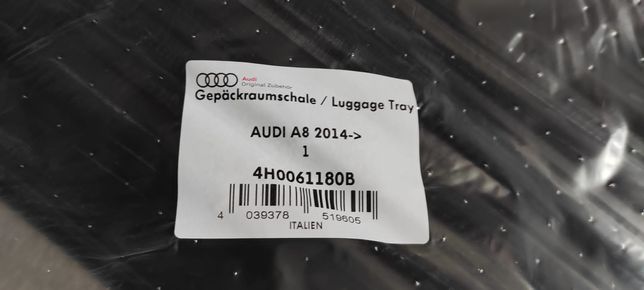 Audi
Original Zubehör
Gepäckraumschale / Luggage Tray
AUDI A8 2014->
1
4H0061180B
4 039378 519605
ITALIEN